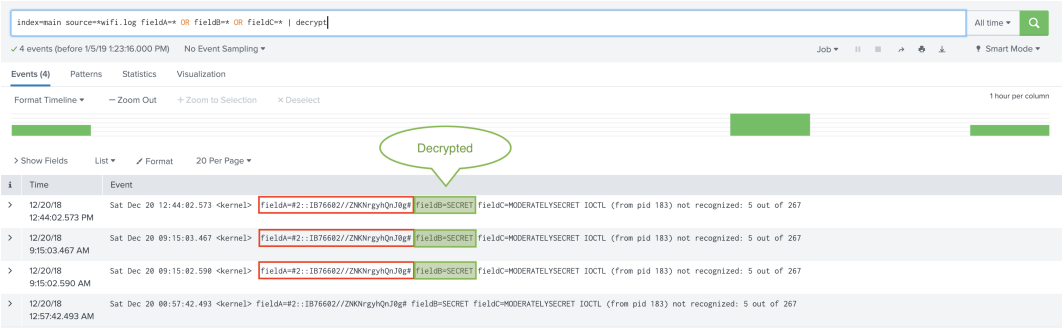 index=main source=*wifi.log fieldA=* OR fieldB=* OR fieldC=* | decrypt
All time ▾
✓ 4 events (before 1/5/19 1:23:16.000 PM) No Event Sampling ▾ Job ▾ Smart Mode ▾
Events (4) Patterns Statistics Visualization
Format Timeline ▾ — Zoom Out + Zoom to Selection × Deselect 1 hour per column
Decrypted
> Show Fields List ▾ Format 20 Per Page ▾
i Time Event
> 12/20/18 Sat Dec 20 12:44:02.573 <kernel> fieldA=#2::IB76602//ZNKNrgyhQnJ0g# fieldB=SECRET fieldC=MODERATELYSECRET IOCTL (from pid 183) not recognized: 5 out of 267
12:44:02.573 PM
> 12/20/18 Sat Dec 20 09:15:03.467 <kernel> fieldA=#2::IB76602//ZNKNrgyhQnJ0g# fieldB=SECRET fieldC=MODERATELYSECRET IOCTL (from pid 183) not recognized: 5 out of 267
9:15:03.467 AM
> 12/20/18 Sat Dec 20 09:15:02.590 <kernel> fieldA=#2::IB76602//ZNKNrgyhQnJ0g# fieldB=SECRET fieldC=MODERATELYSECRET IOCTL (from pid 183) not recognized: 5 out of 267
9:15:02.590 AM
> 12/20/18 Sat Dec 20 00:57:42.493 <kernel> fieldA=#2::IB76602//ZNKNrgyhQnJ0g# fieldB=SECRET fieldC=MODERATELYSECRET IOCTL (from pid 183) not recognized: 5 out of 267
12:57:42.493 AM